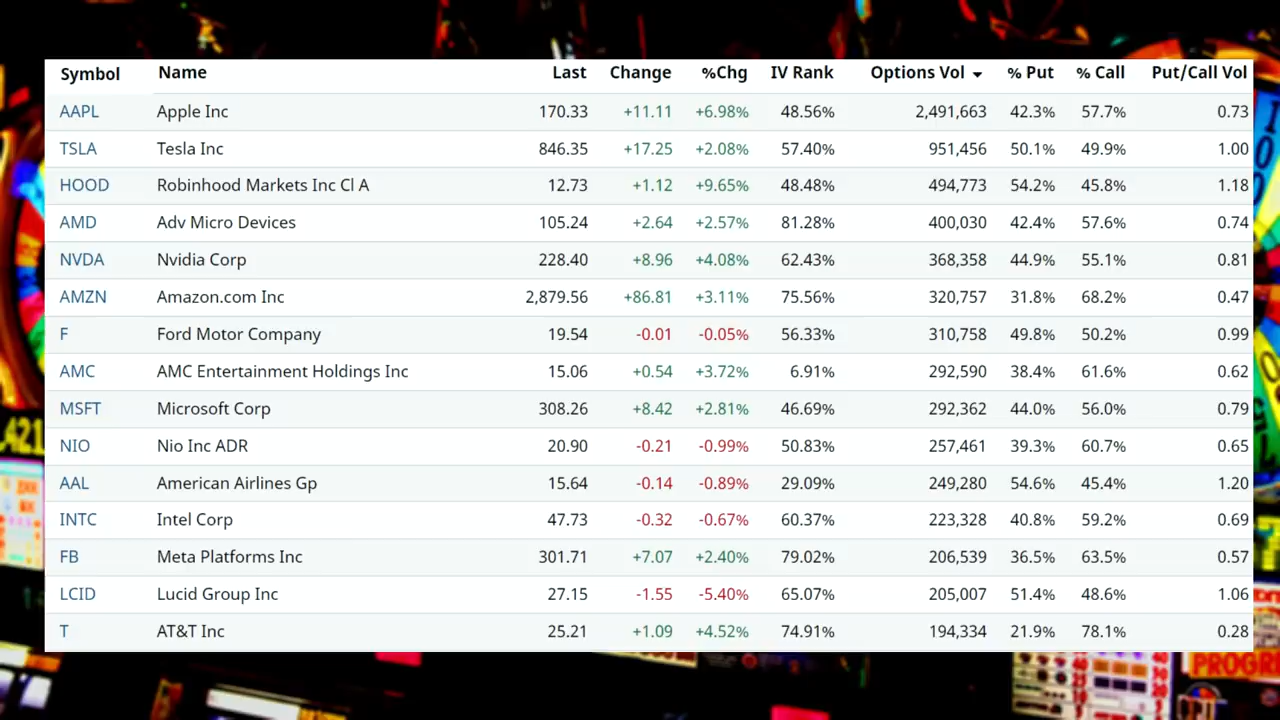 Symbol Name Last Change %Chg IV Rank Options Vol % Put % Call Put/Call Vol
AAPL Apple Inc 170.33 +11.11 +6.98% 48.56% 2,491,663 42.3% 57.7% 0.73
TSLA Tesla Inc 846.35 +17.25 +2.08% 57.40% 951,456 50.1% 49.9% 1.00
HOOD Robinhood Markets Inc Cl A 12.73 +1.12 +9.65% 48.48% 494,773 54.2% 45.8% 1.18
AMD Adv Micro Devices 105.24 +2.64 +2.57% 81.28% 400,030 42.4% 57.6% 0.74
NVDA Nvidia Corp 228.40 +8.96 +4.08% 62.43% 368,358 44.9% 55.1% 0.81
AMZN Amazon.com Inc 2,879.56 +86.81 +3.11% 75.56% 320,757 31.8% 68.2% 0.47
F Ford Motor Company 19.54 -0.01 -0.05% 56.33% 310,758 49.8% 50.2% 0.99
AMC AMC Entertainment Holdings Inc 15.06 +0.54 +3.72% 6.91% 292,590 38.4% 61.6% 0.62
MSFT Microsoft Corp 308.26 +8.42 +2.81% 46.69% 292,362 44.0% 56.0% 0.79
NIO Nio Inc ADR 20.90 -0.21 -0.99% 50.83% 257,461 39.3% 60.7% 0.65
AAL American Airlines Gp 15.64 -0.14 -0.89% 29.09% 249,280 54.6% 45.4% 1.20
INTC Intel Corp 47.73 -0.32 -0.67% 60.37% 223,328 40.8% 59.2% 0.69
FB Meta Platforms Inc 301.71 +7.07 +2.40% 79.02% 206,539 36.5% 63.5% 0.57
LCID Lucid Group Inc 27.15 -1.55 -5.40% 65.07% 205,007 51.4% 48.6% 1.06
T AT&T Inc 25.21 +1.09 +4.52% 74.91% 194,334 21.9% 78.1% 0.28
.421
PROGR